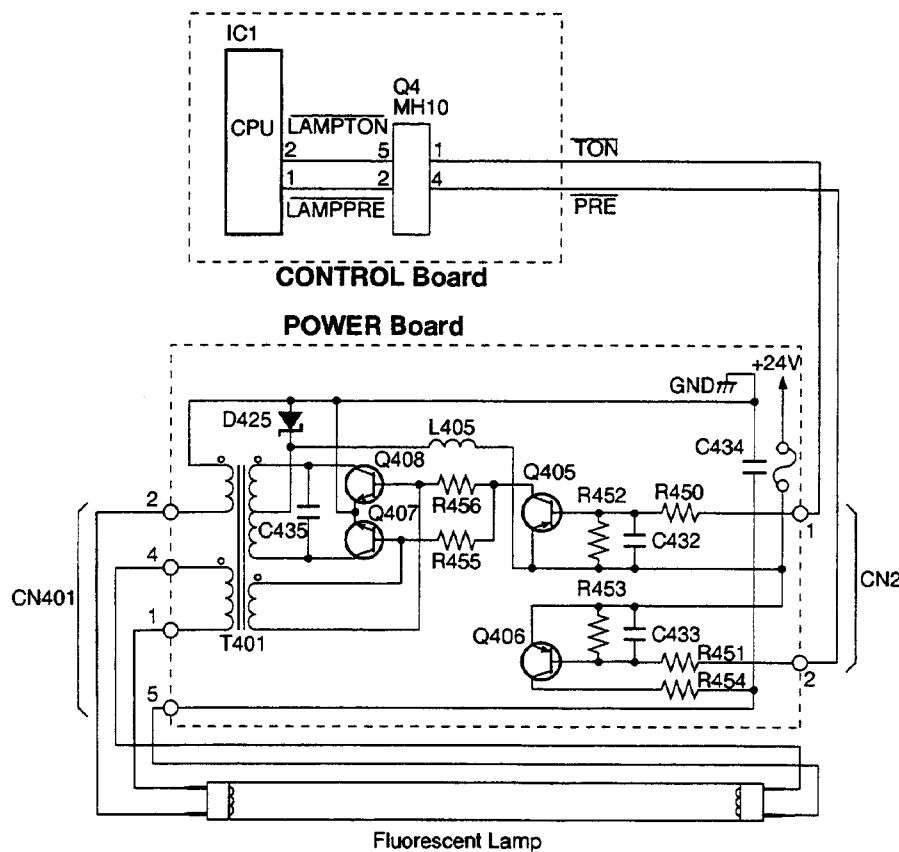 IC1
CPU
Q4
MH10
LAMPTON
2
5
1
TON
1
2
4
LAMPPRE
PRE
CONTROL Board
POWER Board
+24V
GND
D425
L405
C434
Q408
Q405
R456
R452
R450
2
C435
Q407
1
C432
R455
4
CN401
R453
CN2
1
T401
Q406
C433
R451
2
R454
5
Fluorescent Lamp